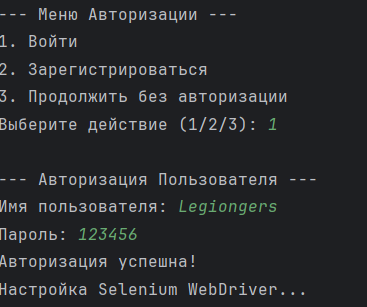 --- Меню Авторизации ---
1. Войти
2. Зарегистрироваться
3. Продолжить без авторизации
Выберите действие (1/2/3): 1
--- Авторизация Пользователя ---
Имя пользователя: Legiongers
Пароль: 123456
Авторизация успешна!
Настройка Selenium WebDriver...